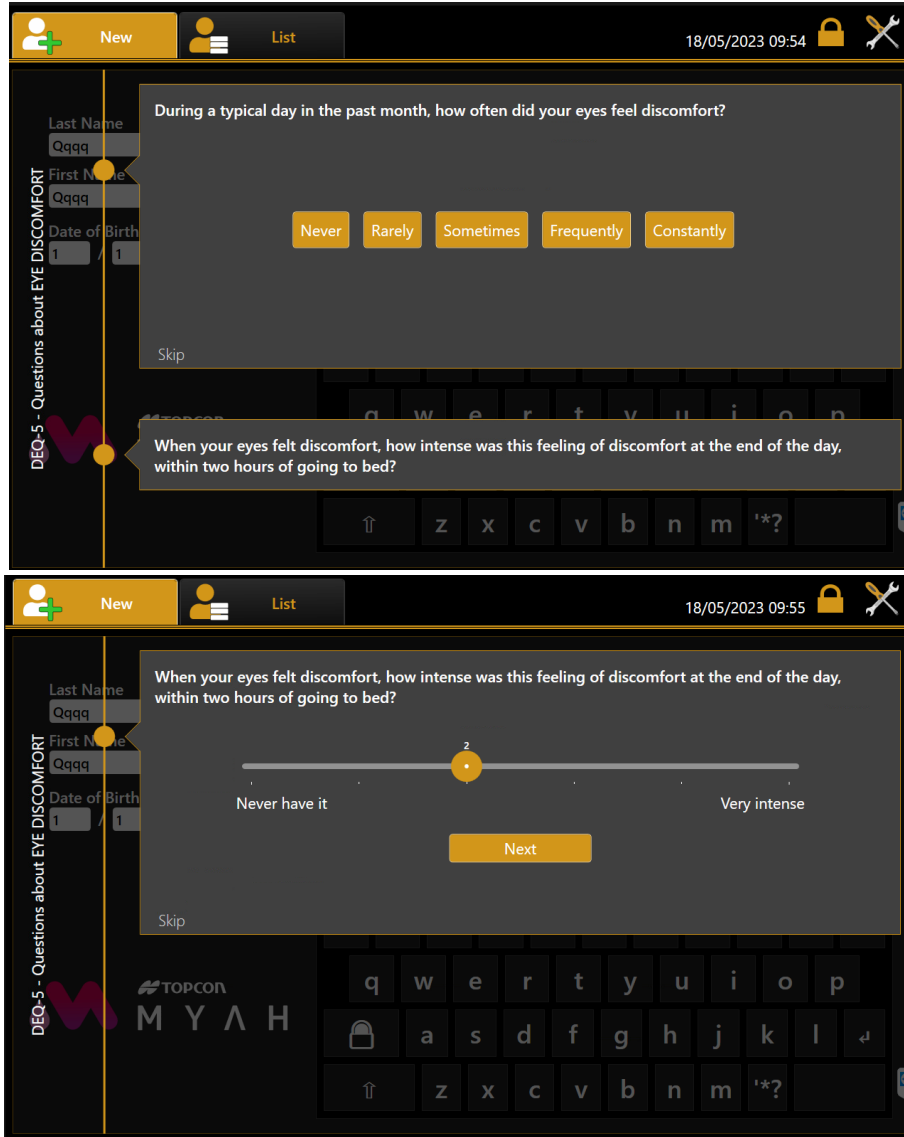 New
List
18/05/2023 09:54
During a typical day in the past month, how often did your eyes feel discomfort?
Last Name
Qqqq
First Name
Qqqq
Date of Birth
1 / 1
Never
Rarely
Sometimes
Frequently
Constantly
Skip
DEQ-5 - Questions about EYE DISCOMFORT
TOPCON
q w e r t y u i o p
When your eyes felt discomfort, how intense was this feeling of discomfort at the end of the day,
within two hours of going to bed?
z x c v b n m '*?
New
List
18/05/2023 09:55
When your eyes felt discomfort, how intense was this feeling of discomfort at the end of the day,
within two hours of going to bed?
Last Name
Qqqq
First Name
Qqqq
Date of Birth
1 / 1
2
Never have it
Very intense
Next
Skip
DEQ-5 - Questions about EYE DISCOMFORT
TOPCON
MYAH
q w e r t y u i o p
a s d f g h j k l
z x c v b n m '*?